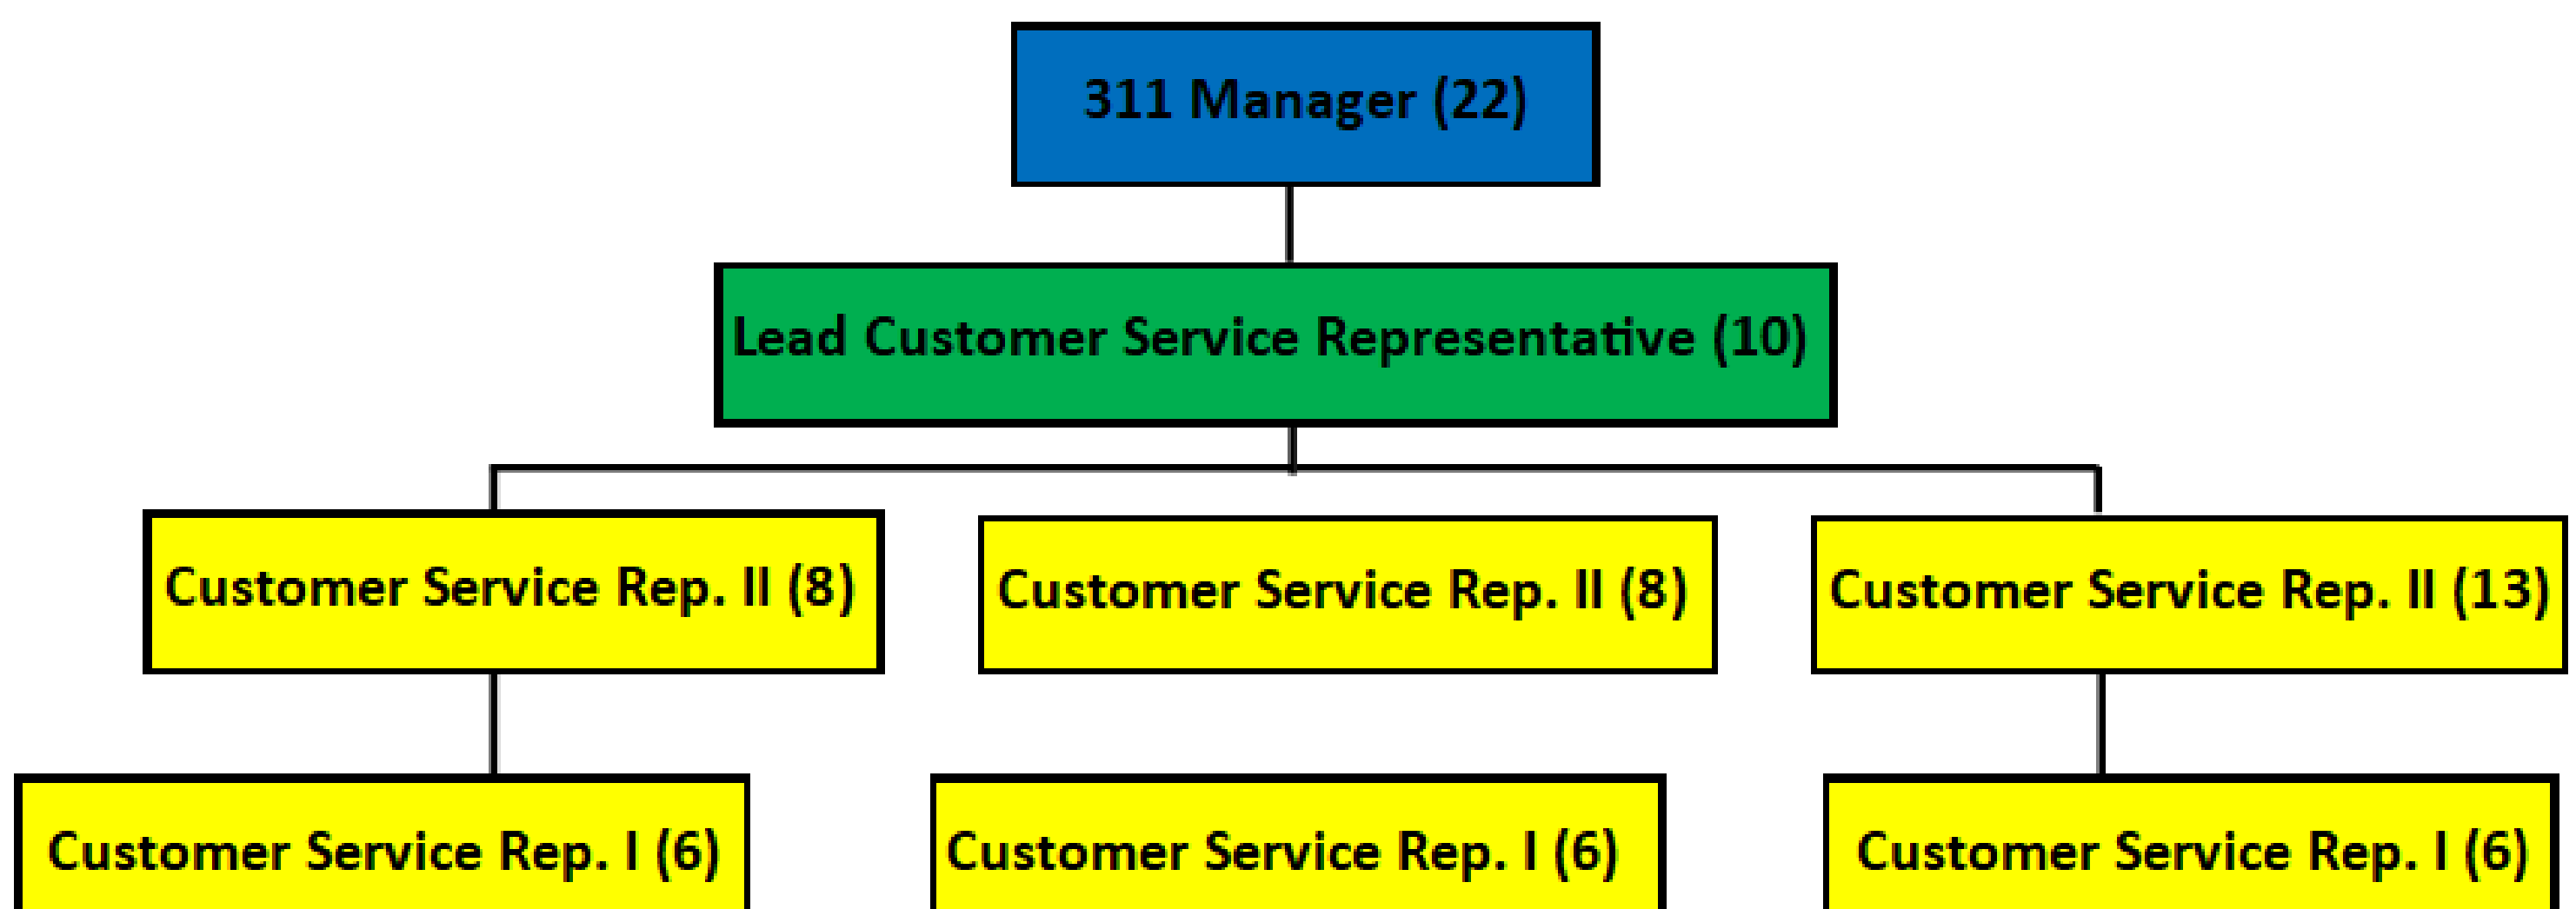 311 Manager (22)
Lead Customer Service Representative (10)
Customer Service Rep. II (8)
Customer Service Rep. II (8)
Customer Service Rep. II (13)
Customer Service Rep. I (6)
Customer Service Rep. I (6)
Customer Service Rep. I (6)